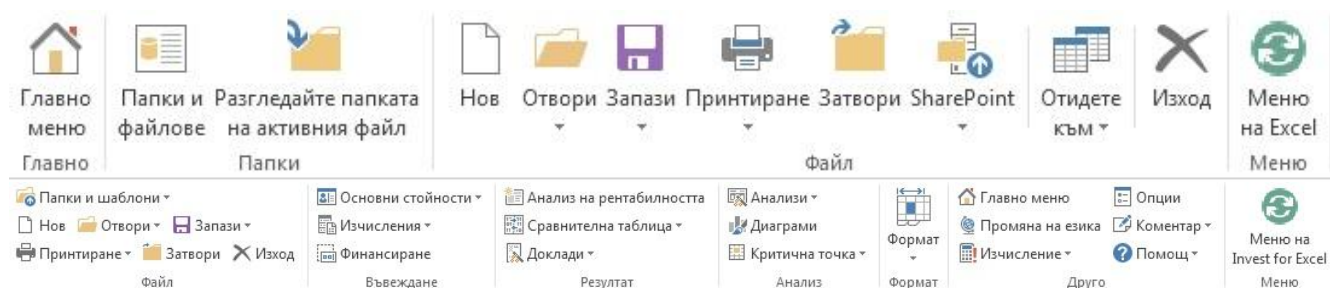 Главно меню
Папки и файлове
Разгледайте папката на активния файл
Нов
Отвори
Запази
Принтиране
Затвори
SharePoint
Отидете към
Изход
Меню на Excel
Главно
Папки
Файл
Меню
Папки и шаблони
Нов Отвори Запази
Принтиране Затвори Изход
Файл
Основни стойности
Изчисления
Финансиране
Въвеждане
Анализ на рентабилността
Сравнителна таблица
Доклади
Резултат
Анализи
Диаграми
Критична точка
Анализ
Формат
Формат
Главно меню
Промяна на езика
Изчисление
Опции
Коментар
Помощ
Друго
Меню на
Invest for Excel
Меню